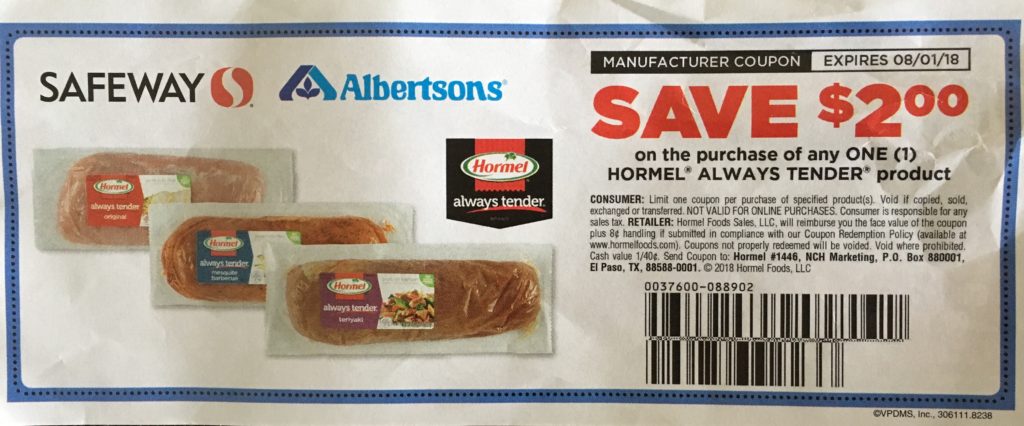 SAFEWAY
Albertsons®
MANUFACTURER COUPON
EXPIRES 08/01/18
SAVE $2.00
on the purchase of any ONE (1)
HORMEL® ALWAYS TENDER® product
CONSUMER: Limit one coupon per purchase of specified product(s). Void if copied, sold,
exchanged or transferred. NOT VALID FOR ONLINE PURCHASES. Consumer is responsible for any
sales tax. RETAILER: Hormel Foods Sales, LLC, will reimburse you the face value of the coupon
plus 8¢ handling if submitted in compliance with our Coupon Redemption Policy (available at
www.hormelfoods.com). Coupons not properly redeemed will be voided. Void where prohibited.
Cash value 1/40¢. Send Coupon to: Hormel #1446, NCH Marketing, P.O. Box 880001,
El Paso, TX, 88588-0001. © 2018 Hormel Foods, LLC
0037600-088902
Hormel
always tender.
Hormel
always tender
original
Hormel
always tender.
mesquite
barbecue
Hormel
always tender.
teriyaki
©VPDMS, Inc., 306111.8238